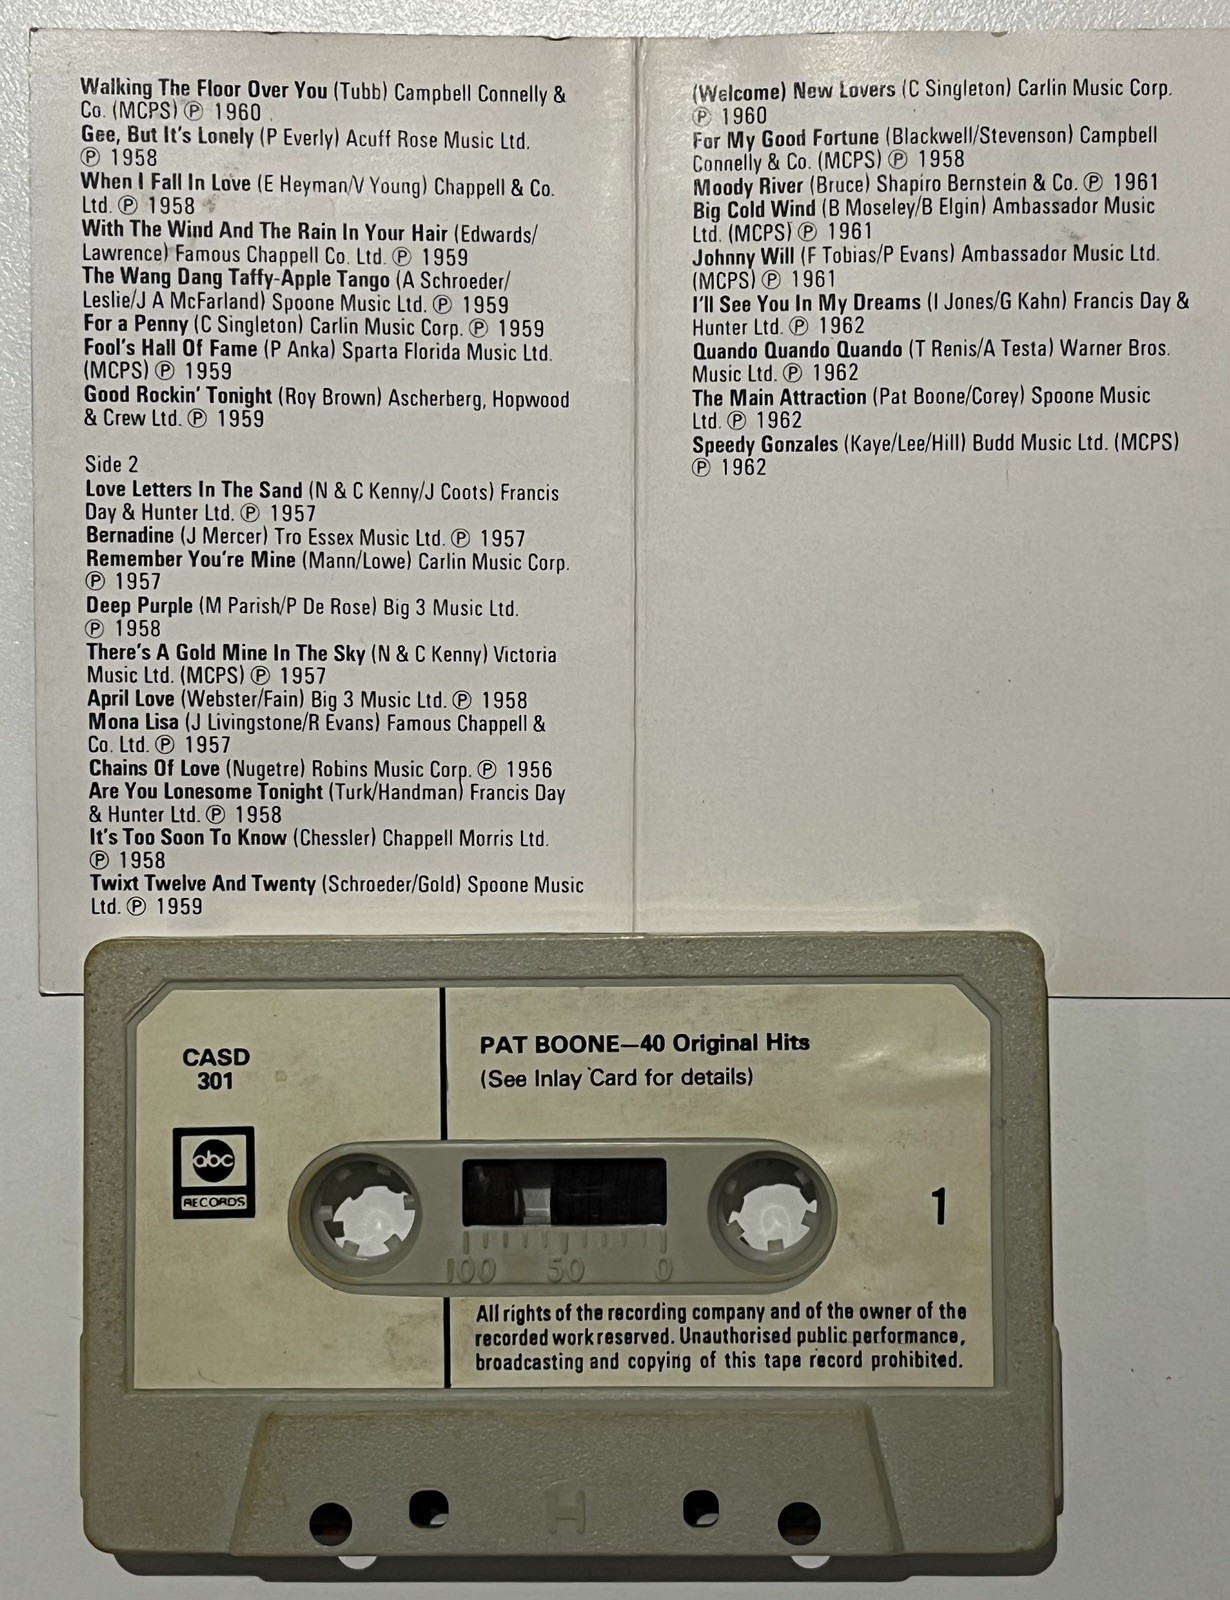 Walking The Floor Over You (Tubb) Campbell Connelly &
Co. (MCPS) Ⓟ 1960
Gee, But It's Lonely (P Everly) Acuff Rose Music Ltd.
Ⓟ 1958
When I Fall In Love (E Heyman/V Young) Chappell & Co.
Ltd. Ⓟ 1958
With The Wind And The Rain In Your Hair (Edwards/
Lawrence) Famous Chappell Co. Ltd. Ⓟ 1959
The Wang Dang Taffy-Apple Tango (A Schroeder/
Leslie/J A McFarland) Spoone Music Ltd. Ⓟ 1959
For a Penny (C Singleton) Carlin Music Corp. Ⓟ 1959
Fool's Hall Of Fame (P Anka) Sparta Florida Music Ltd.
(MCPS) Ⓟ 1959
Good Rockin' Tonight (Roy Brown) Ascherberg, Hopwood
& Crew Ltd. Ⓟ 1959
Side 2
Love Letters In The Sand (N & C Kenny/J Coots) Francis
Day & Hunter Ltd. Ⓟ 1957
Bernadine (J Mercer) Tro Essex Music Ltd. Ⓟ 1957
Remember You're Mine (Mann/Lowe) Carlin Music Corp.
Ⓟ 1957
Deep Purple (M Parish/P De Rose) Big 3 Music Ltd.
Ⓟ 1958
There's A Gold Mine In The Sky (N & C Kenny) Victoria
Music Ltd. (MCPS) Ⓟ 1957
April Love (Webster/Fain) Big 3 Music Ltd. Ⓟ 1958
Mona Lisa (J Livingstone/R Evans) Famous Chappell &
Co. Ltd. Ⓟ 1957
Chains Of Love (Nugetre) Robins Music Corp. Ⓟ 1956
Are You Lonesome Tonight (Turk/Handman) Francis Day
& Hunter Ltd. Ⓟ 1958
It's Too Soon To Know (Chessler) Chappell Morris Ltd.
Ⓟ 1958
Twixt Twelve And Twenty (Schroeder/Gold) Spoone Music
Ltd. Ⓟ 1959
(Welcome) New Lovers (C Singleton) Carlin Music Corp.
Ⓟ 1960
For My Good Fortune (Blackwell/Stevenson) Campbell
Connelly & Co. (MCPS) Ⓟ 1958
Moody River (Bruce) Shapiro Bernstein & Co. Ⓟ 1961
Big Cold Wind (B Moseley/B Elgin) Ambassador Music
Ltd. (MCPS) Ⓟ 1961
Johnny Will (F Tobias/P Evans) Ambassador Music Ltd.
(MCPS) Ⓟ 1961
I'll See You In My Dreams (I Jones/G Kahn) Francis Day &
Hunter Ltd. Ⓟ 1962
Quando Quando Quando (T Renis/A Testa) Warner Bros.
Music Ltd. Ⓟ 1962
The Main Attraction (Pat Boone/Corey) Spoone Music
Ltd. Ⓟ 1962
Speedy Gonzales (Kaye/Lee/Hill) Budd Music Ltd. (MCPS)
Ⓟ 1962
CASD
301
abc
RECORDS
PAT BOONE—40 Original Hits
(See Inlay Card for details)
1
100 50 0
All rights of the recording company and of the owner of the
recorded work reserved. Unauthorised public performance,
broadcasting and copying of this tape record prohibited.
H